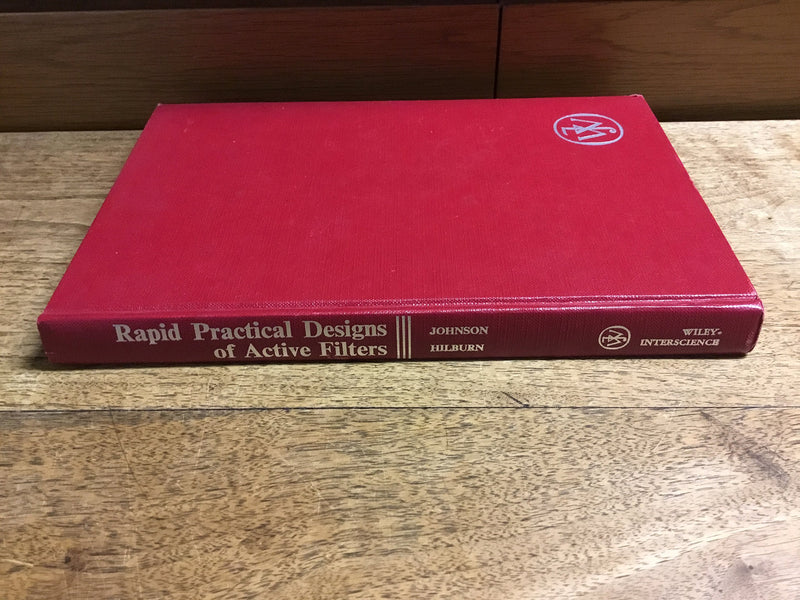 Rapid Practical Designs
of Active Filters
JOHNSON
HILBURN
WILEY-
INTERSCIENCE